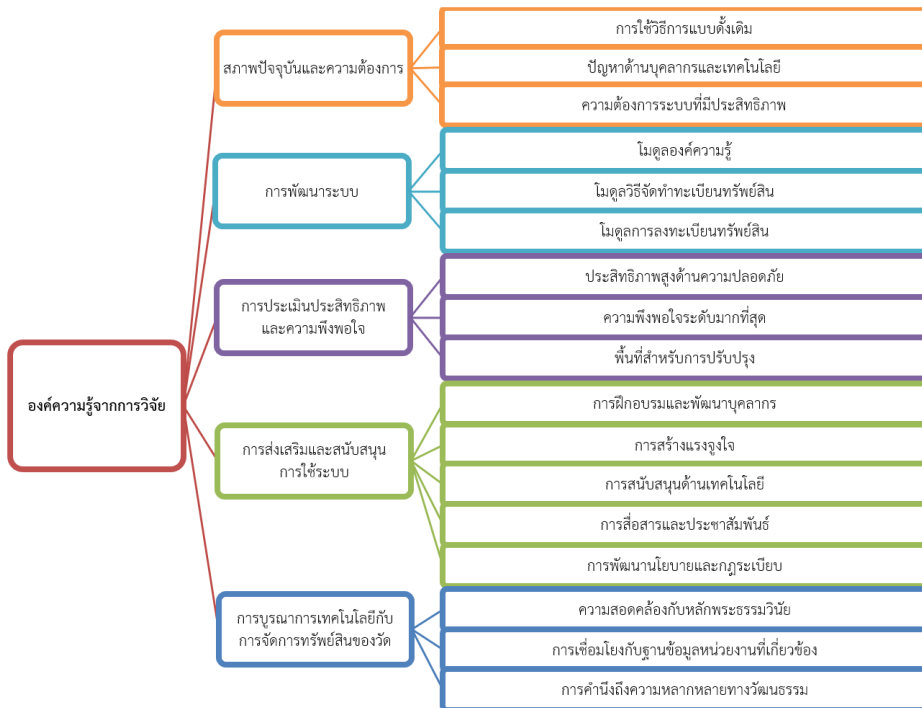 องค์ความรู้จากการวิจัย
สภาพปัจจุบันและความต้องการ
การใช้วิธีการแบบดั้งเดิม
ปัญหาด้านบุคลากรและเทคโนโลยี
ความต้องการระบบที่มีประสิทธิภาพ
การพัฒนาระบบ
โมดูลองค์ความรู้
โมดูลวิธีจัดทำทะเบียนทรัพย์สิน
โมดูลการลงทะเบียนทรัพย์สิน
การประเมินประสิทธิภาพ
และความพึงพอใจ
ประสิทธิภาพสูงด้านความปลอดภัย
ความพึงพอใจระดับมากที่สุด
พื้นที่สำหรับการปรับปรุง
การส่งเสริมและสนับสนุน
การใช้ระบบ
การฝึกอบรมและพัฒนาบุคลากร
การสร้างแรงจูงใจ
การสนับสนุนด้านเทคโนโลยี
การสื่อสารและประชาสัมพันธ์
การพัฒนานโยบายและกฎระเบียบ
การบูรณาการเทคโนโลยีกับ
การจัดการทรัพย์สินของวัด
ความสอดคล้องกับหลักพระธรรมวินัย
การเชื่อมโยงกับฐานข้อมูลหน่วยงานที่เกี่ยวข้อง
การคำนึงถึงความหลากหลายทางวัฒนธรรม